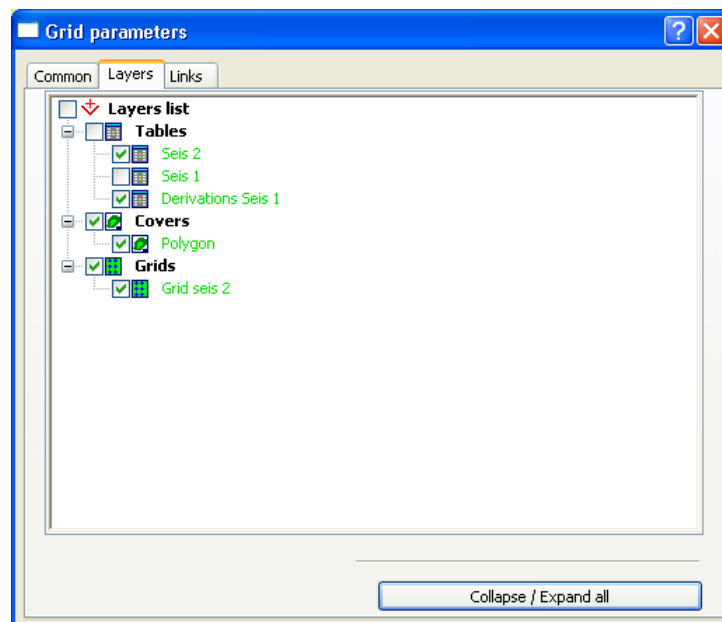 Grid parameters
?
Common Layers Links
Layers list
Tables
Seis 2
Seis 1
Derivations Seis 1
Covers
Polygon
Grids
Grid seis 2
Collapse / Expand all